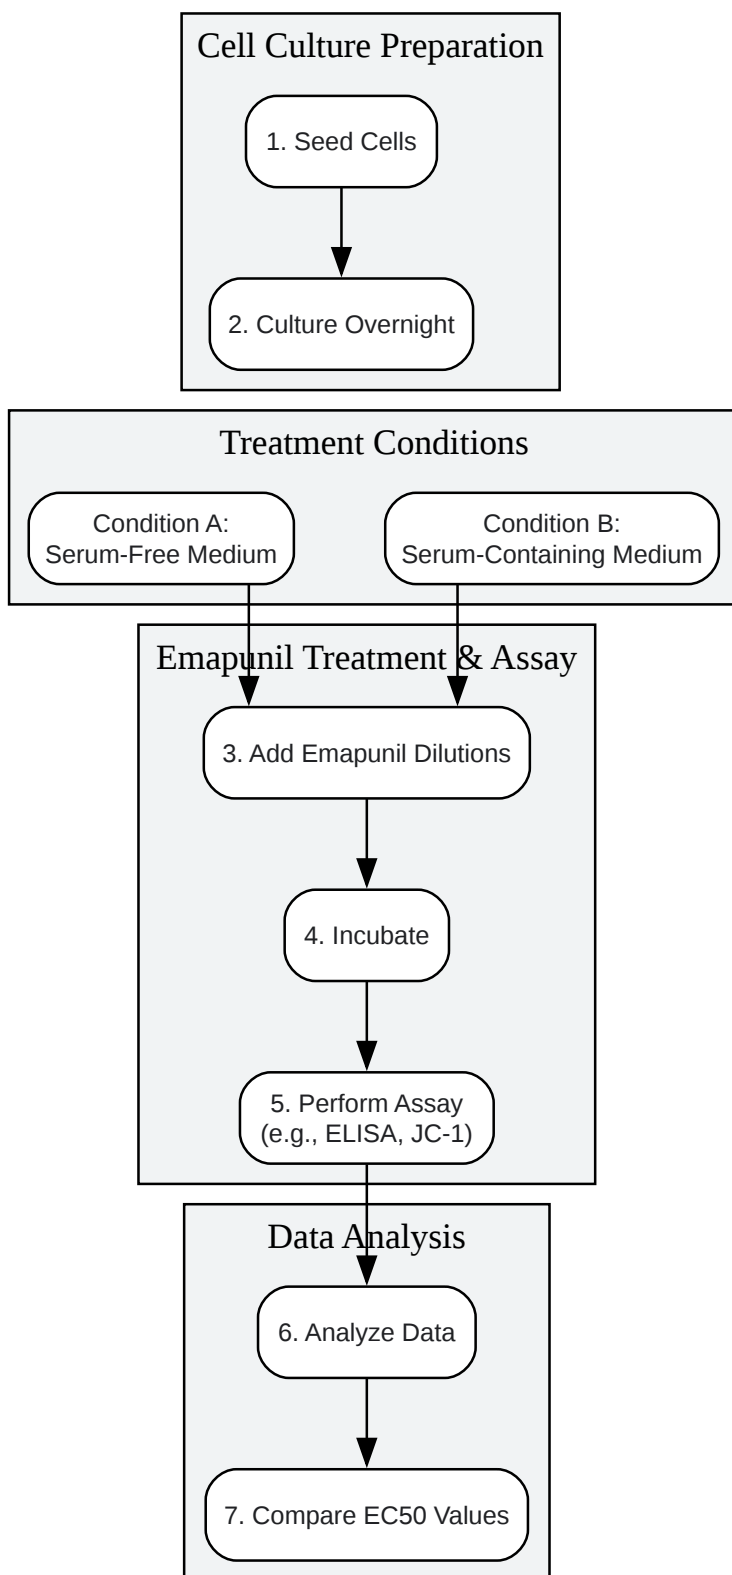 Cell Culture Preparation
1. Seed Cells
2. Culture Overnight
Treatment Conditions
Condition A:
Serum-Free Medium
Condition B:
Serum-Containing Medium
Emapunil Treatment & Assay
3. Add Emapunil Dilutions
4. Incubate
5. Perform Assay
(e.g., ELISA, JC-1)
Data Analysis
6. Analyze Data
7. Compare EC50 Values